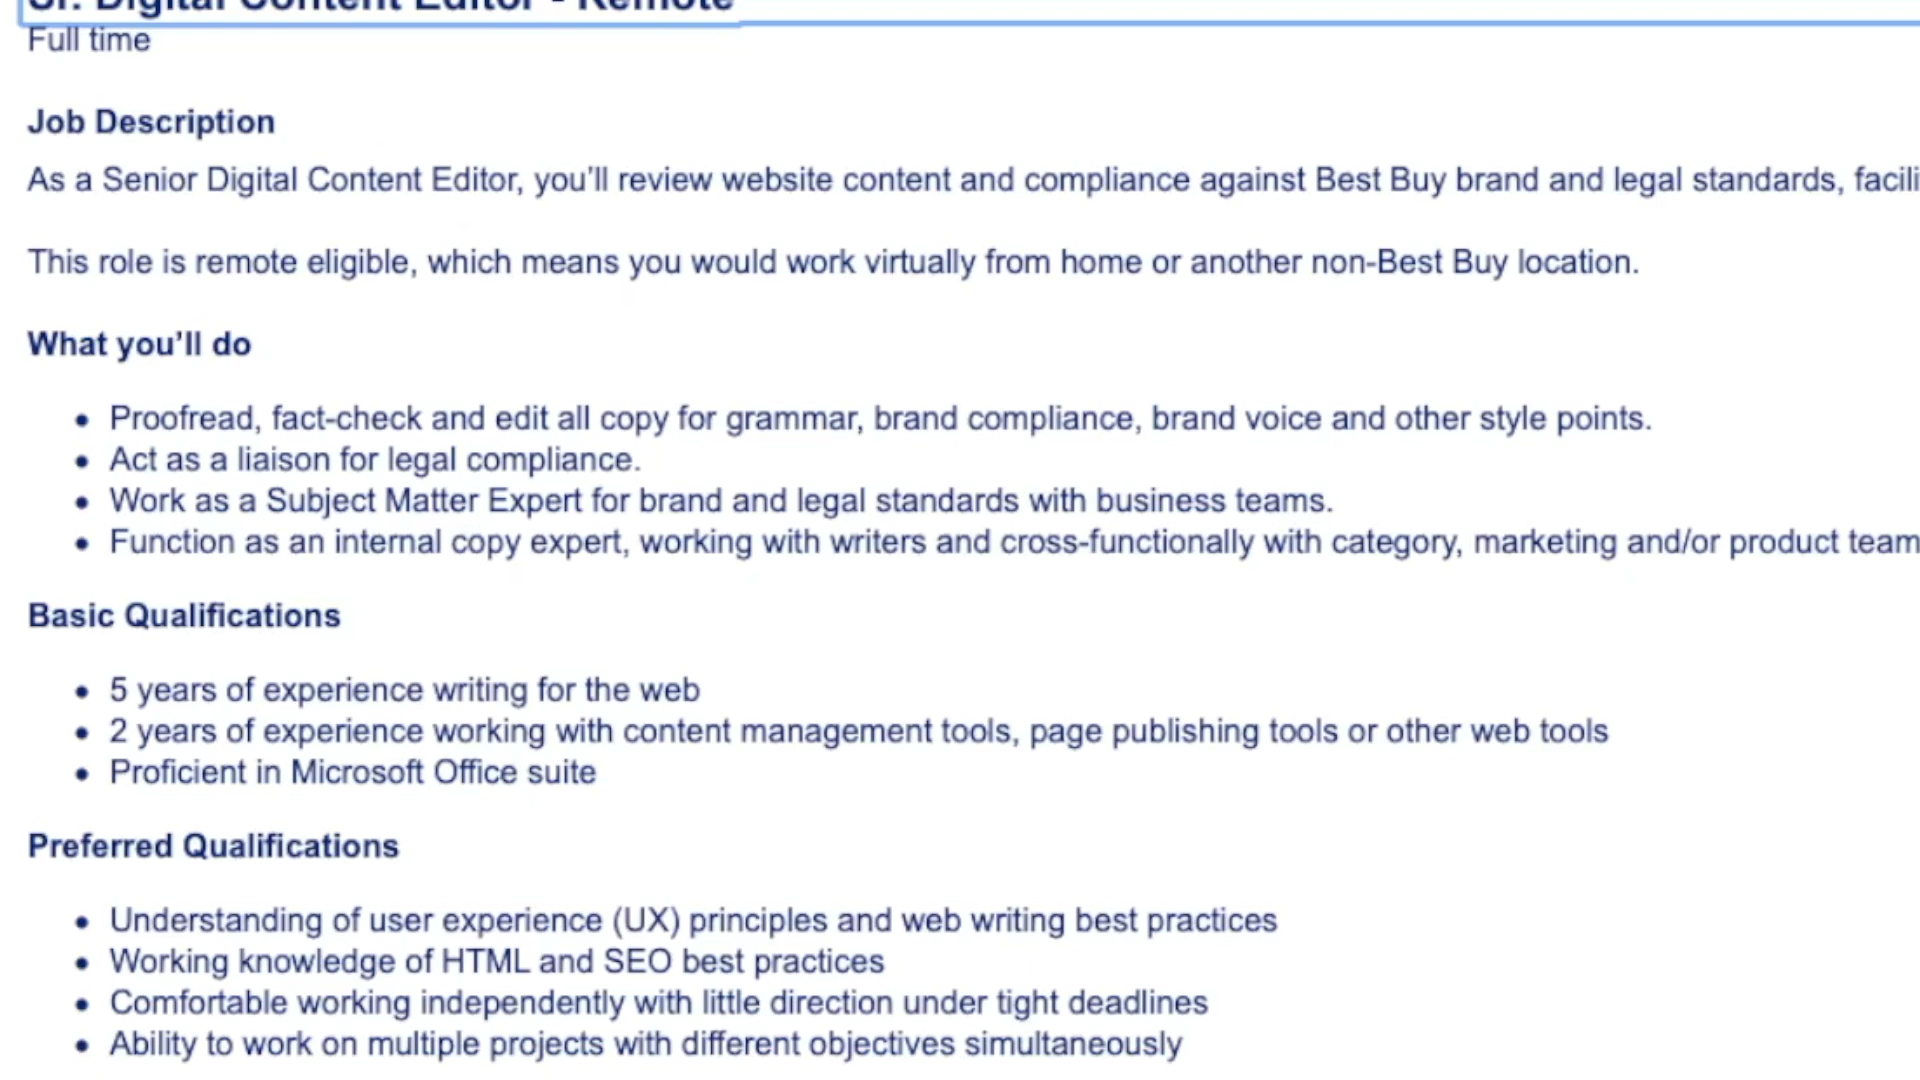 Sr. Digital Content Editor - Remote
Full time
Job Description
As a Senior Digital Content Editor, you’ll review website content and compliance against Best Buy brand and legal standards, facili
This role is remote eligible, which means you would work virtually from home or another non-Best Buy location.
What you’ll do
• Proofread, fact-check and edit all copy for grammar, brand compliance, brand voice and other style points.
• Act as a liaison for legal compliance.
• Work as a Subject Matter Expert for brand and legal standards with business teams.
• Function as an internal copy expert, working with writers and cross-functionally with category, marketing and/or product team
Basic Qualifications
• 5 years of experience writing for the web
• 2 years of experience working with content management tools, page publishing tools or other web tools
• Proficient in Microsoft Office suite
Preferred Qualifications
• Understanding of user experience (UX) principles and web writing best practices
• Working knowledge of HTML and SEO best practices
• Comfortable working independently with little direction under tight deadlines
• Ability to work on multiple projects with different objectives simultaneously